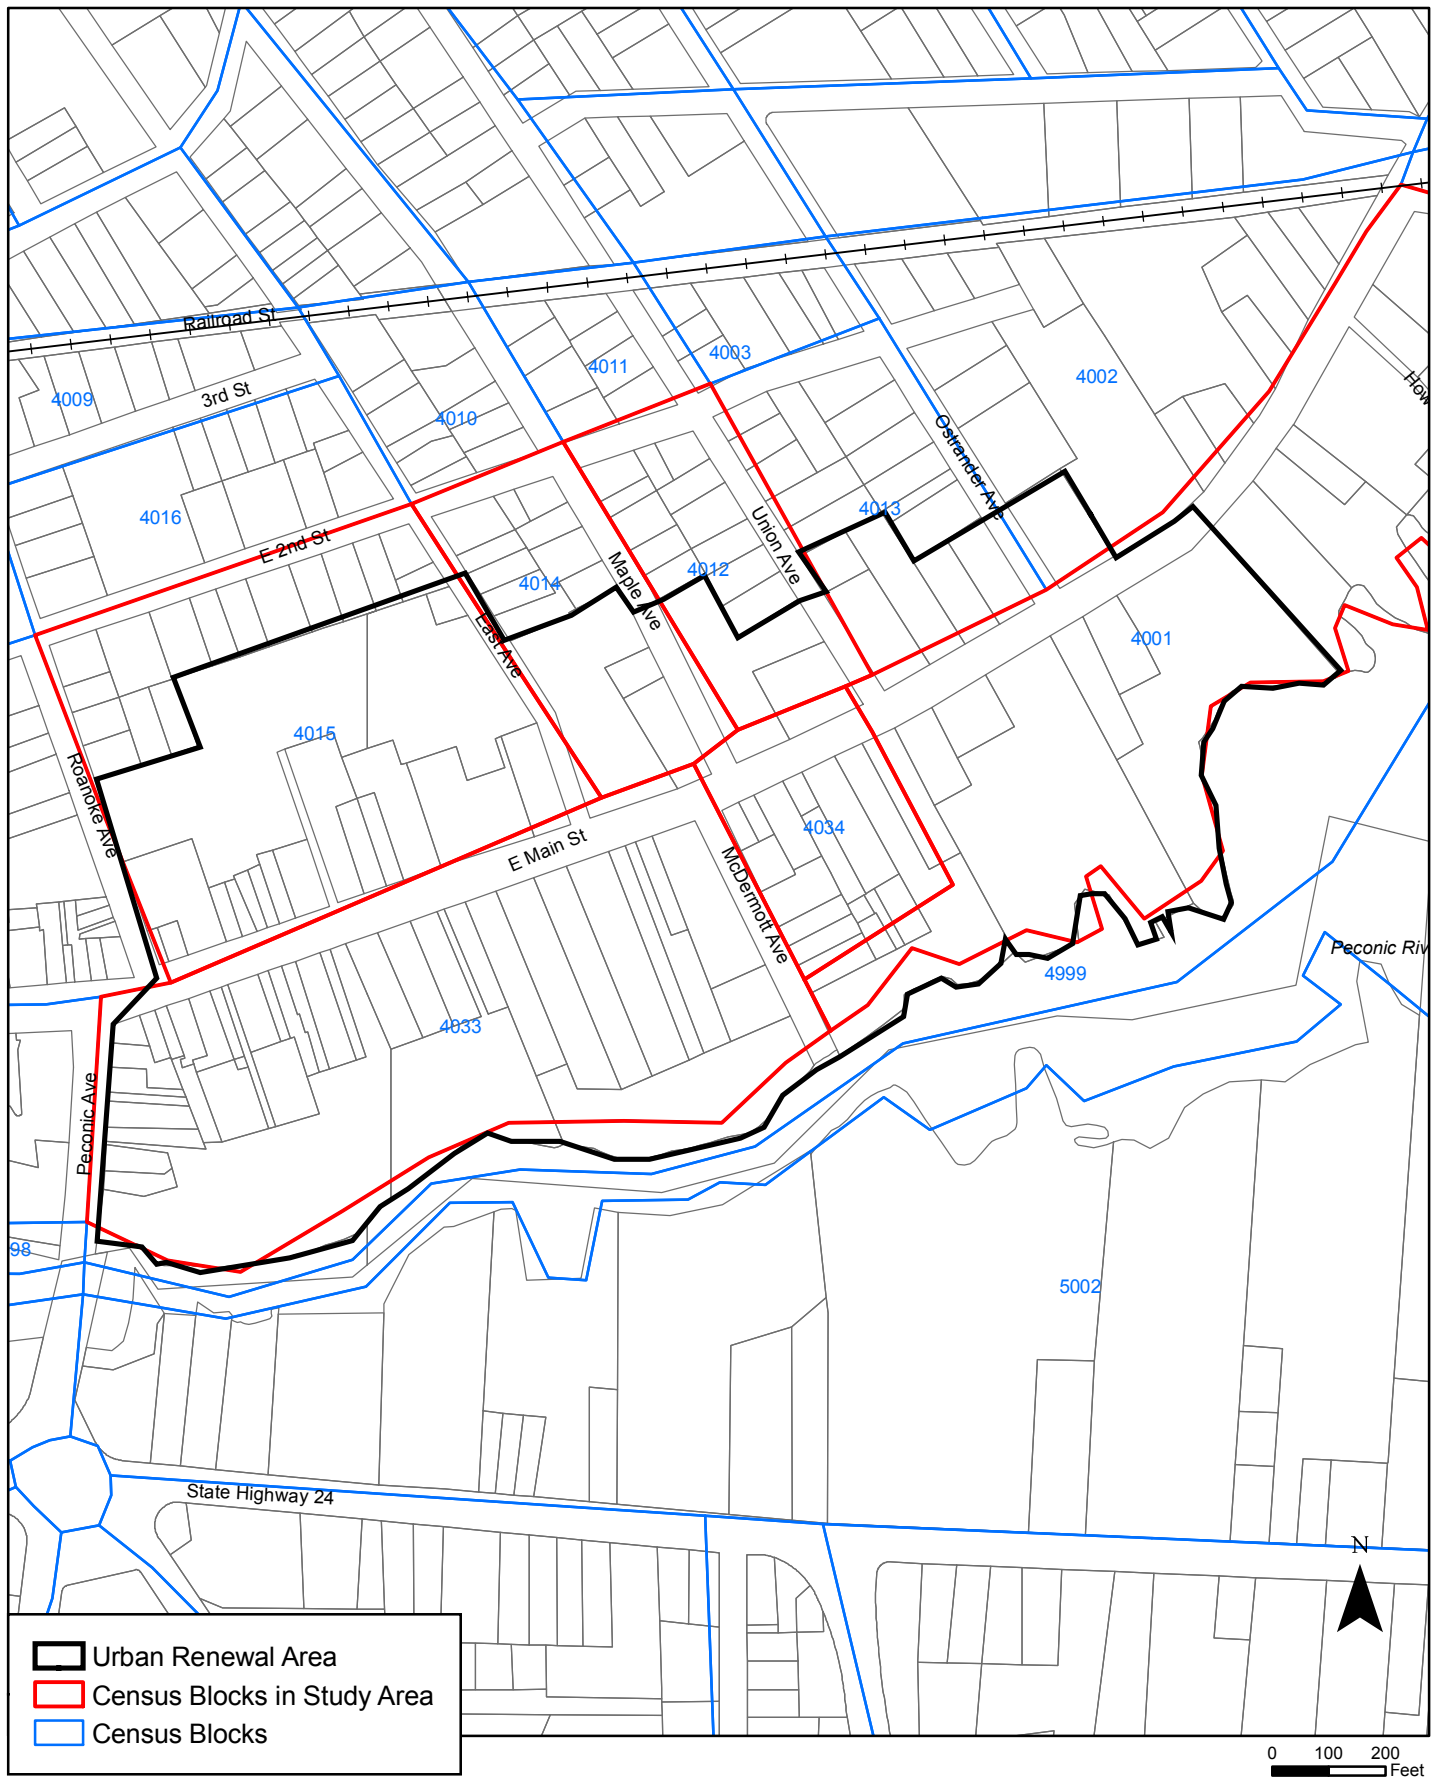 Railroad St
4011
4003
4009
3rd St
4002
4010
How
Ostrander Ave
4016
4013
E 2nd St
Union Ave
4014
Maple Ave
4012
East Ave
4001
4015
Roanoke Ave
4034
E Main St
McDermott Ave
Peconic Riv
4999
4033
Peconic Ave
98
5002
State Highway 24
N
Urban Renewal Area
Census Blocks in Study Area
Census Blocks
0 100 200
Feet